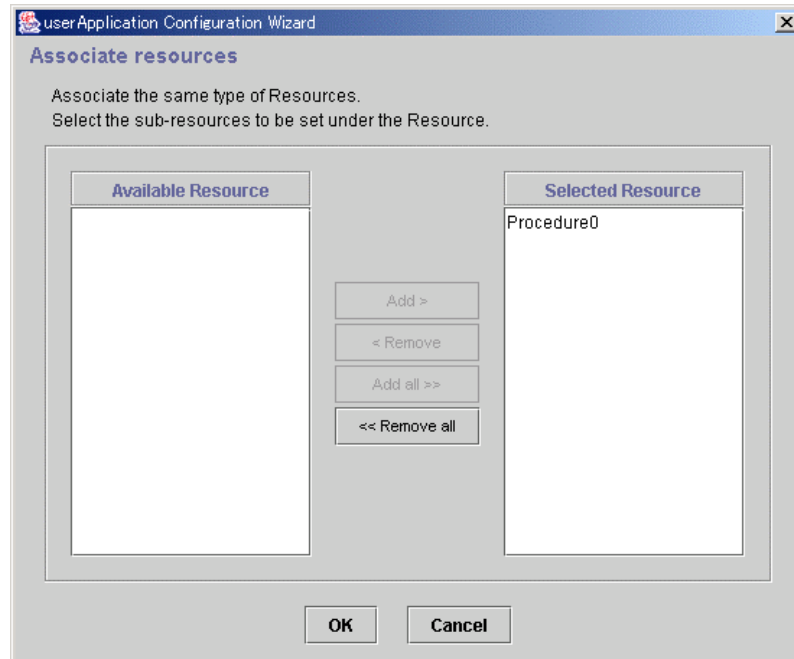 userApplication Configuration Wizard
Associate resources
Associate the same type of Resources.
Select the sub-resources to be set under the Resource.
Available Resource
Selected Resource
Procedure0
Add >
< Remove
Add all >>
<< Remove all
OK
Cancel